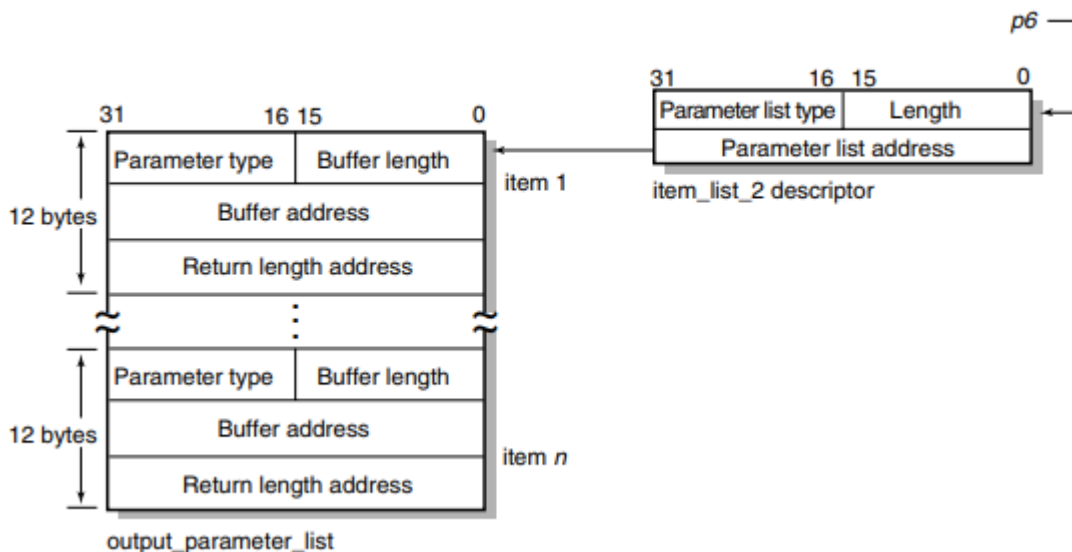 p6
31 16 15 0
Parameter list type Length
Parameter list address
item_list_2 descriptor
31 16 15 0
Parameter type Buffer length
item 1
Buffer address
12 bytes
Return length address
Parameter type Buffer length
Buffer address
12 bytes
item n
Return length address
output_parameter_list